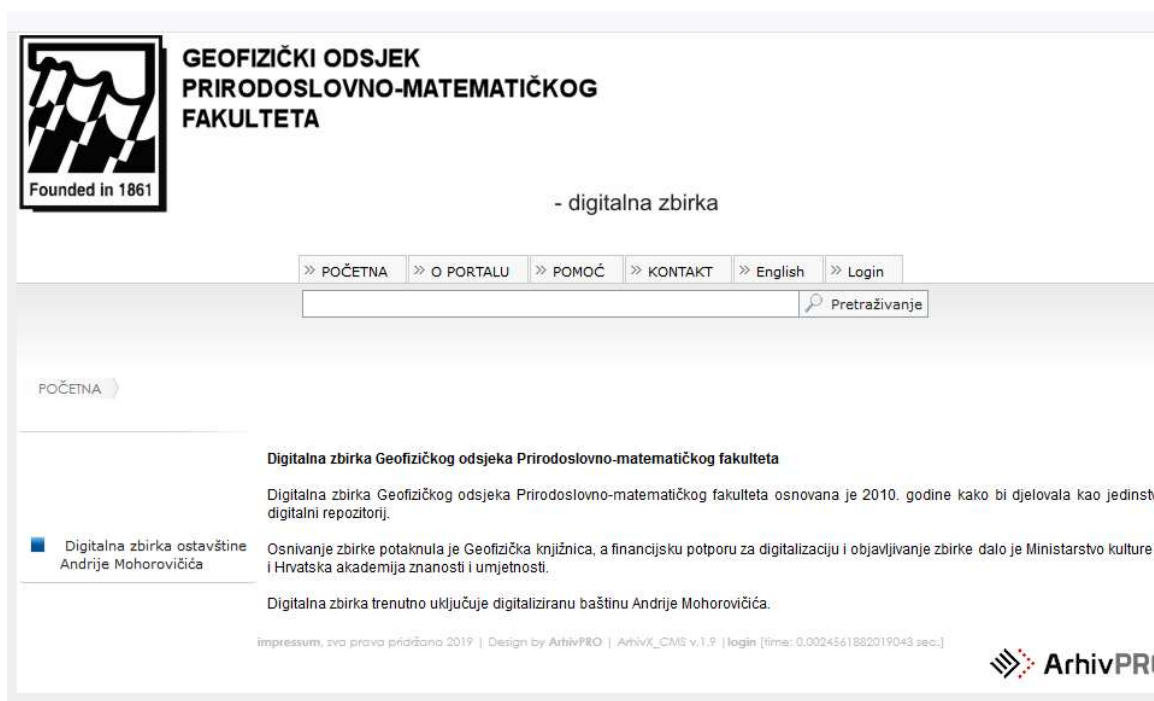 GEOFIZIČKI ODSJEK
PRIRODOSLOVNO-MATEMATIČKOG
FAKULTETA
Founded in 1861
- digitalna zbirka
» POČETNA » O PORTALU » POMOĆ » KONTAKT » English » Login
Pretraživanje
POČETNA
Digitalna zbirka ostavštine
Andrije Mohorovičića
Digitalna zbirka Geofizičkog odsjeka Prirodoslovno-matematičkog fakulteta
Digitalna zbirka Geofizičkog odsjeka Prirodoslovno-matematičkog fakulteta osnovana je 2010. godine kako bi djelovala kao
digitalni repozitorij.
Osnivanje zbirke potaknula je Geofizička knjižnica, a financijsku potporu za digitalizaciju i objavljivanje zbirke dalo je Ministarstvo kulture
i Hrvatska akademija znanosti i umjetnosti.
Digitalna zbirka trenutno uključuje digitaliziranu baštinu Andrije Mohorovičića.
impressum, sva prava pridržana 2019 | Design by ArhivPRO | ArhivX_CMS v.1.9 | login [time: 0.0024561882019043 sec.]